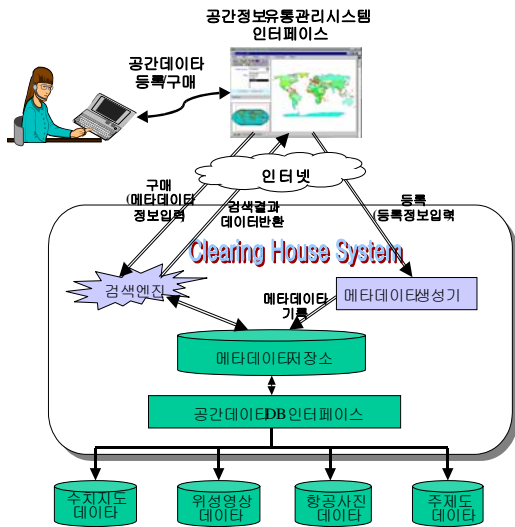 공간정보유통관리시스템
인터페이스
공간데이타
등록/구매
인터넷
구매
(메타데이타
정보입력
검색결과
데이터반환
등록
(등록정보입력
Clearing House System
검색엔진
메타데이타생성기
메타데이타
기록
메타데이타저장소
공간데이타DB인터페이스
수치지도
데이타
위성영상
데이타
항공사진
데이타
주제도
데이타